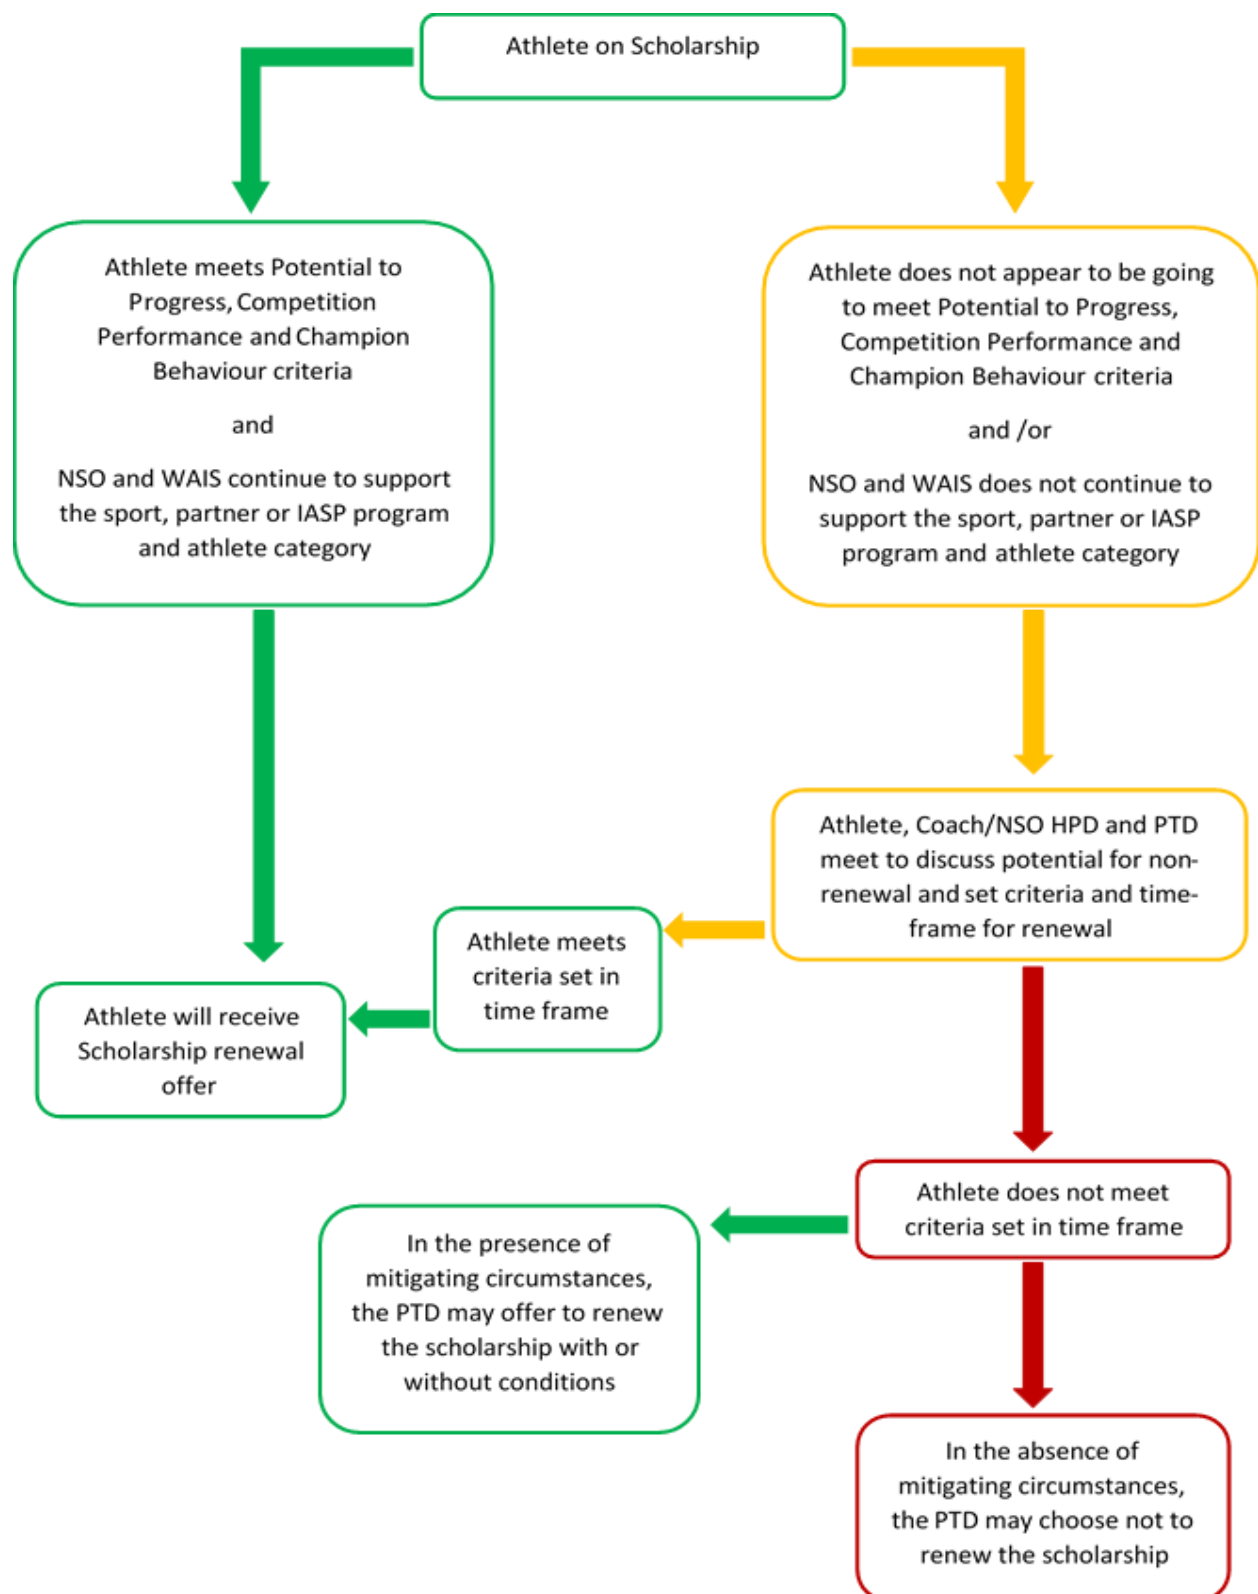 Athlete on Scholarship
Athlete meets Potential to
Progress, Competition
Performance and Champion
Behaviour criteria
and
NSO and WAIS continue to support
the sport, partner or IASP program
and athlete category
Athlete does not appear to be going
to meet Potential to Progress,
Competition Performance and
Champion Behaviour criteria
and /or
NSO and WAIS does not continue to
support the sport, partner or IASP
program and athlete category
Athlete, Coach/NSO HPD and PTD
meet to discuss potential for non-
renewal and set criteria and time-
frame for renewal
Athlete meets
criteria set in
time frame
Athlete will receive
Scholarship renewal
offer
Athlete does not meet
criteria set in time frame
In the presence of
mitigating circumstances,
the PTD may offer to renew
the scholarship with or
without conditions
In the absence of
mitigating circumstances,
the PTD may choose not to
renew the scholarship